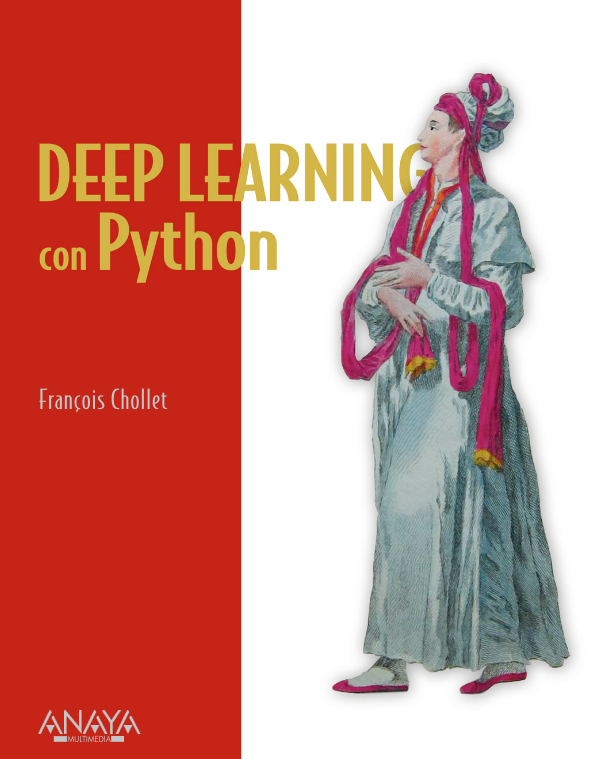 DEEP LEARNING
con Python
François Chollet
ANAYA
MULTIMEDIA